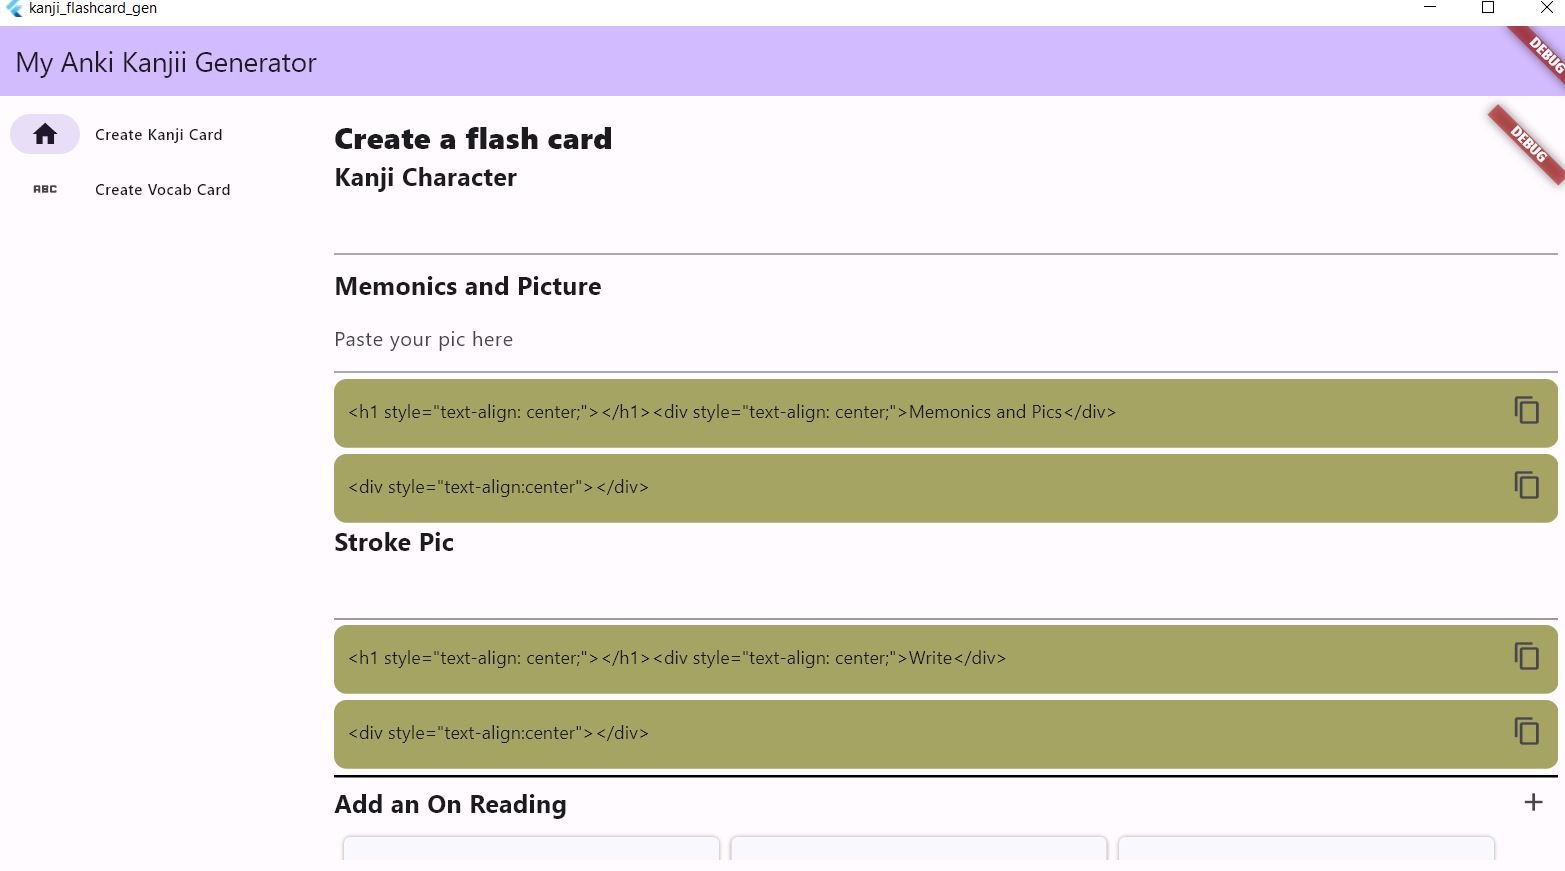 kanji_flashcard_gen
My Anki Kanjii Generator
DEBUG
Create Kanji Card
ABC
Create Vocab Card
Create a flash card
DEBUG
Kanji Character
Memonics and Picture
Paste your pic here
<h1 style="text-align: center;"></h1><div style="text-align: center;">Memonics and Pics</div>
<div style="text-align:center"></div>
Stroke Pic
<h1 style="text-align: center;"></h1><div style="text-align: center;">Write</div>
<div style="text-align:center"></div>
Add an On Reading